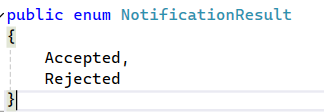 public enum NotificationResult
{
    Accepted,
    Rejected
}